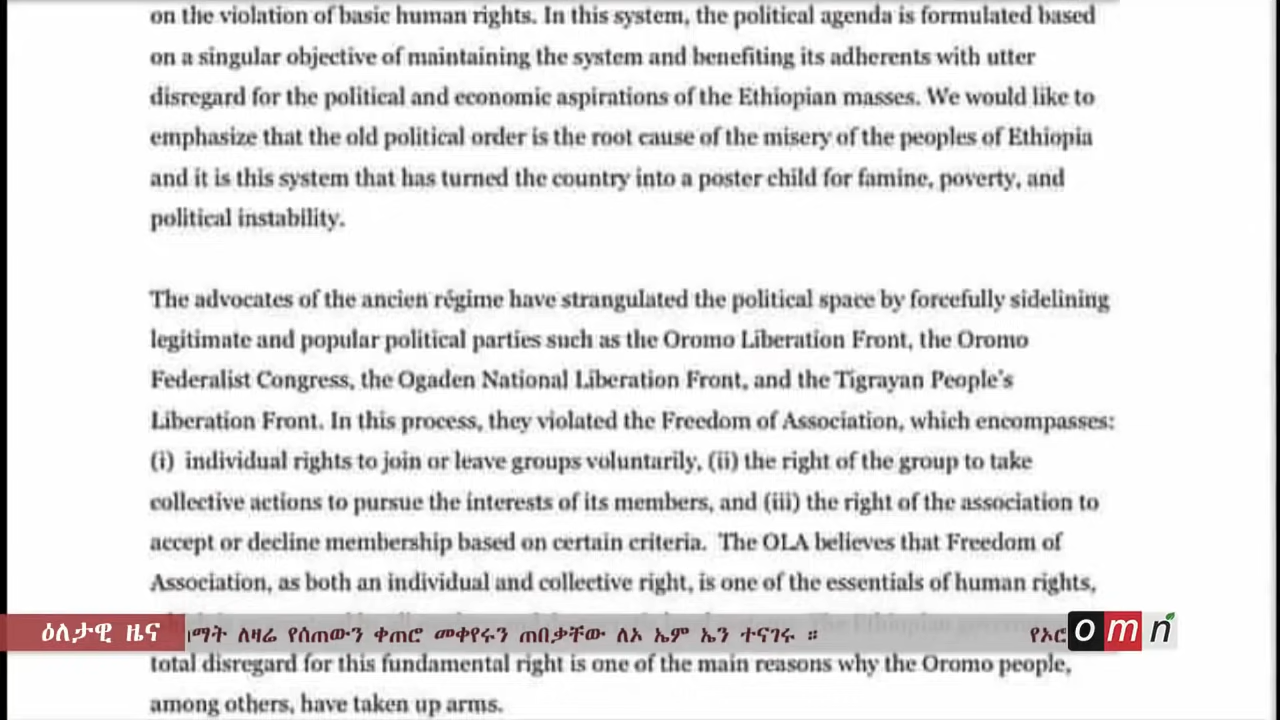 on the violation of basic human rights. In this system, the political agenda is formulated based
on a singular objective of maintaining the system and benefiting its adherents with utter
disregard for the political and economic aspirations of the Ethiopian masses. We would like to
emphasize that the old political order is the root cause of the misery of the peoples of Ethiopia
and it is this system that has turned the country into a poster child for famine, poverty, and
political instability.
The advocates of the ancien régime have strangulated the political space by forcefully sidelining
legitimate and popular political parties such as the Oromo Liberation Front, the Oromo
Federalist Congress, the Ogaden National Liberation Front, and the Tigrayan People's
Liberation Front. In this process, they violated the Freedom of Association, which encompasses:
(i) individual rights to join or leave groups voluntarily, (ii) the right of the group to take
collective actions to pursue the interests of its members, and (iii) the right of the association to
accept or decline membership based on certain criteria. The OLA believes that Freedom of
Association, as both an individual and collective right, is one of the essentials of human rights,
The Ethiopian
ዕለታዊ ዜና
ለዛሬ የሰጠውን ቀጠሮ መቀየሩን ጠበቃቸው ለኦ ኤም ኤን ተናገሩ ። የኦሮ
omn
total disregard for this fundamental right is one of the main reasons why the Oromo people,
among others, have taken up arms.